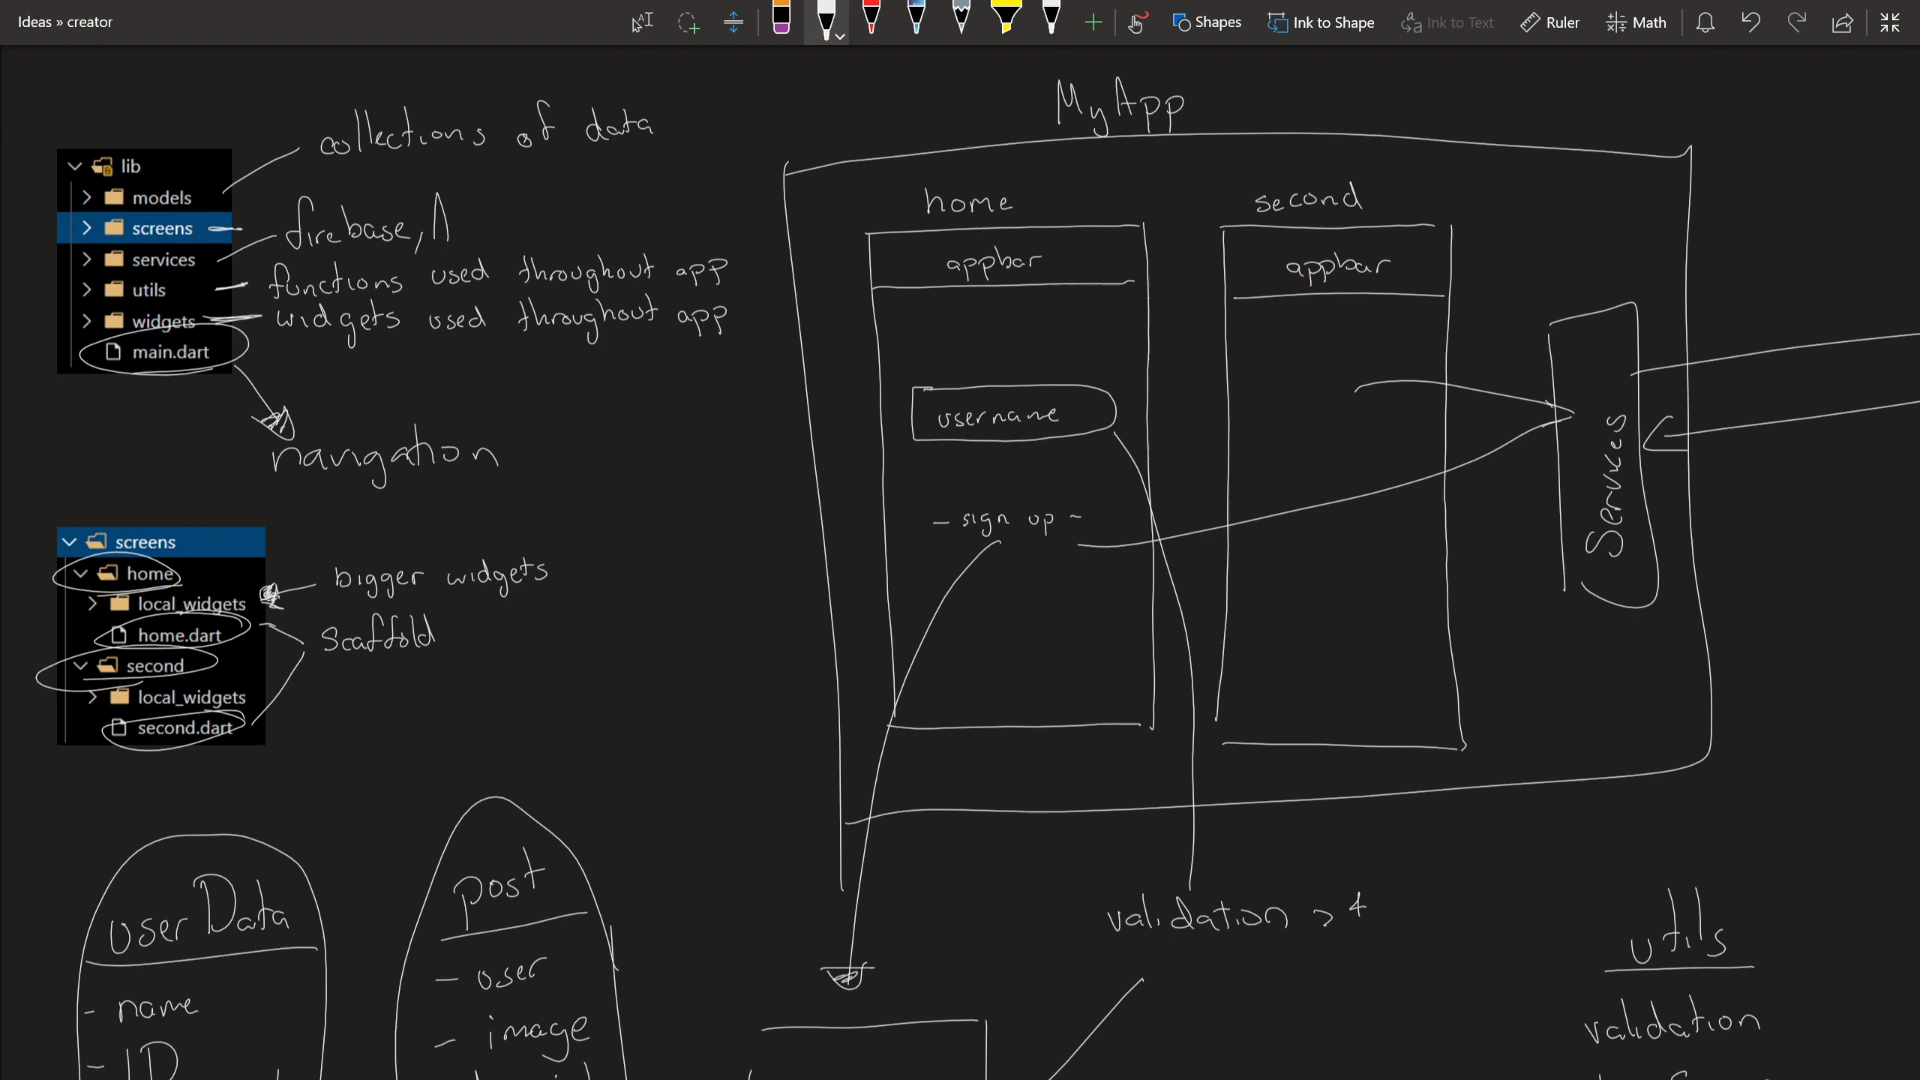 Ideas » creator
Shapes
Ink to Shape
Ink to Text
Ruler
Math
collections of data
lib
models
screens
services
utils
widgets
main.dart
firebase,
functions used throughout app
widgets used throughout app
navigation
screens
home
local_widgets
home.dart
second
local_widgets
second.dart
bigger widgets
Scaffold
MyApp
home
second
appbar
appbar
username
- sign up -
Services
validation > 4
userData
- name
- ID
post
- user
- image
utils
validation